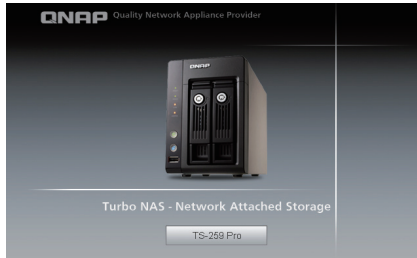 QNAP Quality Network Appliance Provider
QNAP
Turbo NAS - Network Attached Storage
TS-259 Pro